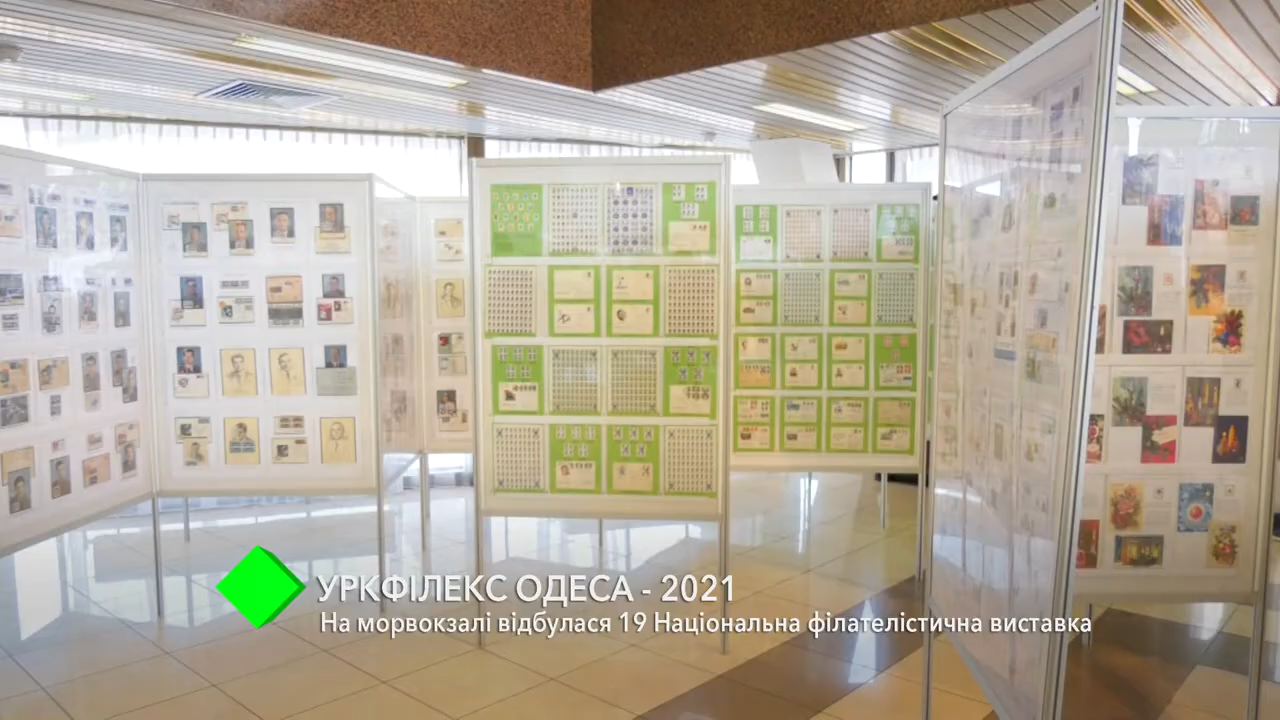 УРКФІЛЕКС ОДЕСА - 2021
На морвокзалі відбулася 19 Національна філателістична виставка